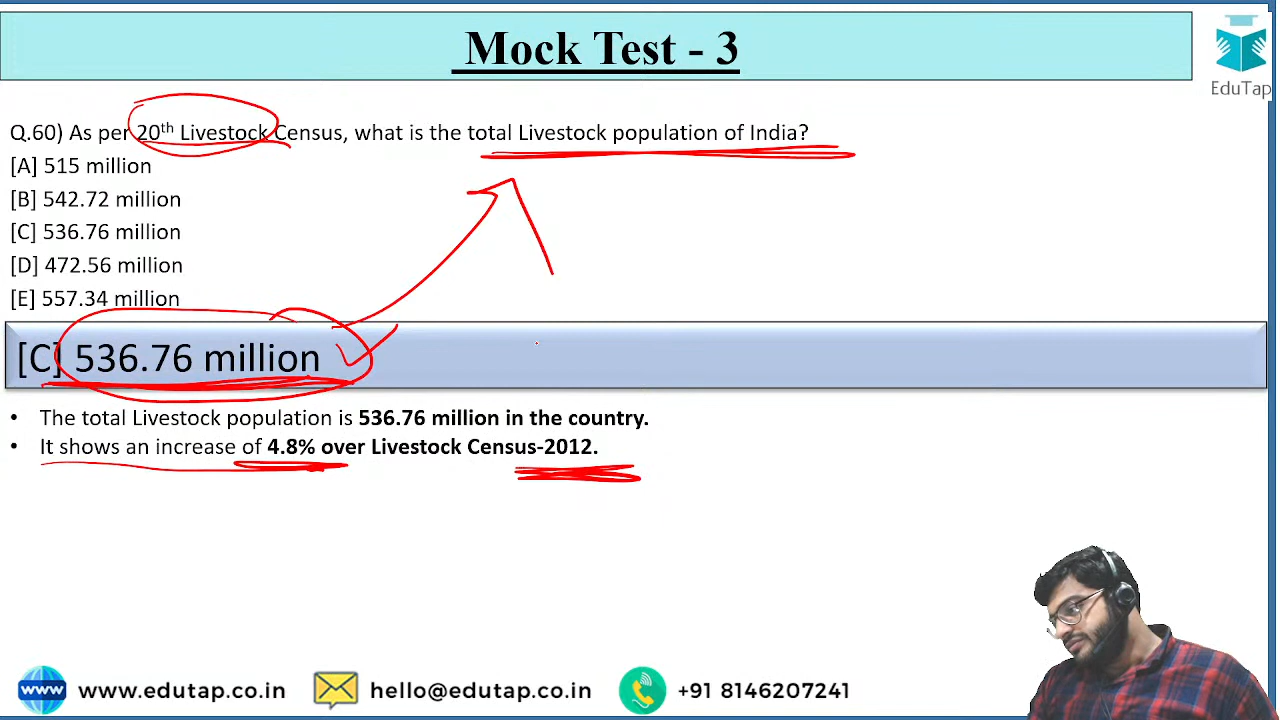 Mock Test - 3
EduTap
Q.60) As per 20th Livestock Census, what is the total Livestock population of India?
[A] 515 million
[B] 542.72 million
[C] 536.76 million
[D] 472.56 million
[E] 557.34 million
[C] 536.76 million
• The total Livestock population is 536.76 million in the country.
• It shows an increase of 4.8% over Livestock Census-2012.
www www.edutap.co.in hello@edutap.co.in +91 8146207241